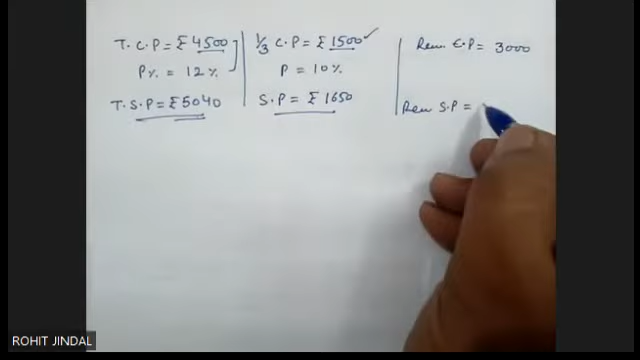 T. C.P = ₹ 4500
P% = 12%
T.S.P = ₹ 5040
1/3 C.P = ₹ 1500 ✓
P = 10%
S.P = ₹ 1650
Rem. C.P = 3000
Rem S.P =
ROHIT JINDAL